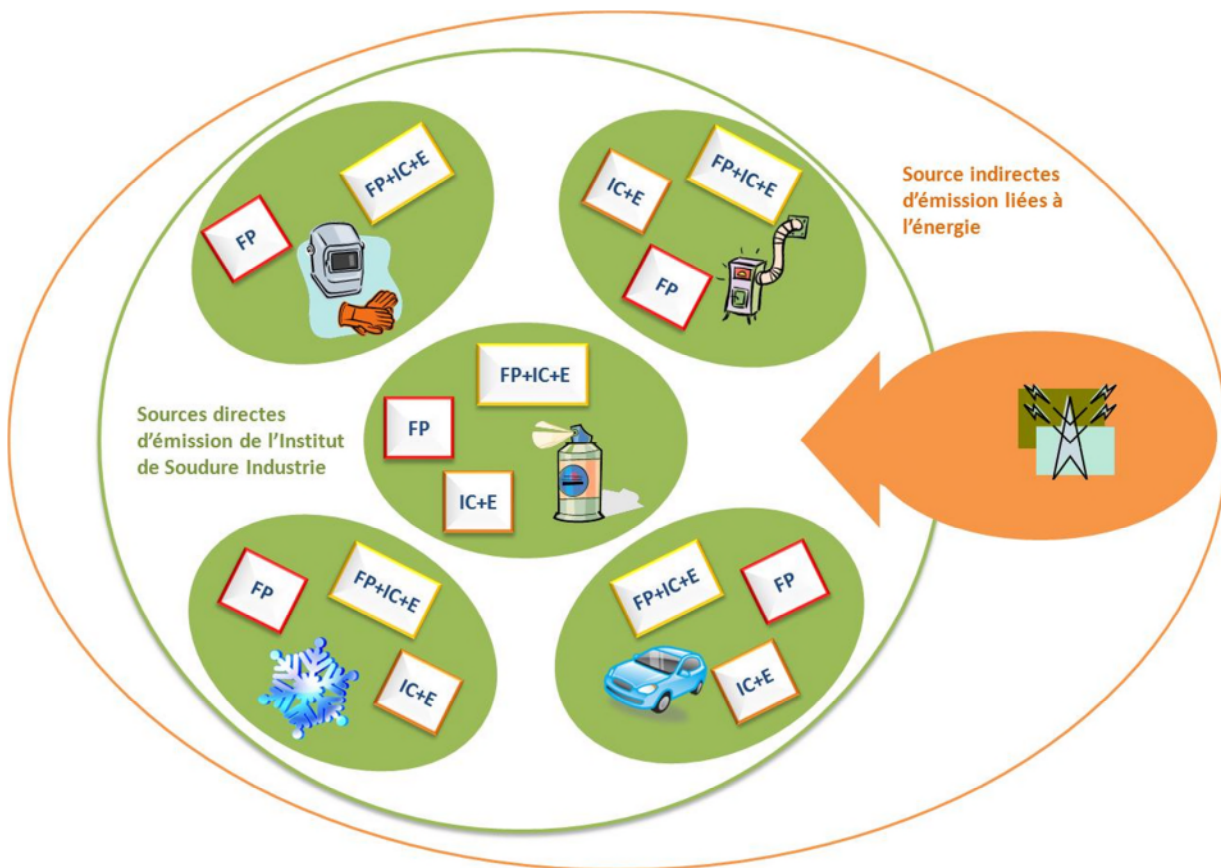 FP+IC+E
FP
IC+E
FP+IC+E
FP
Source indirectes
d'émission liées à
l'énergie
FP+IC+E
FP
IC+E
Sources directes
d'émission de l'Institut
de Soudure Industrie
FP
FP+IC+E
IC+E
FP+IC+E
FP
IC+E